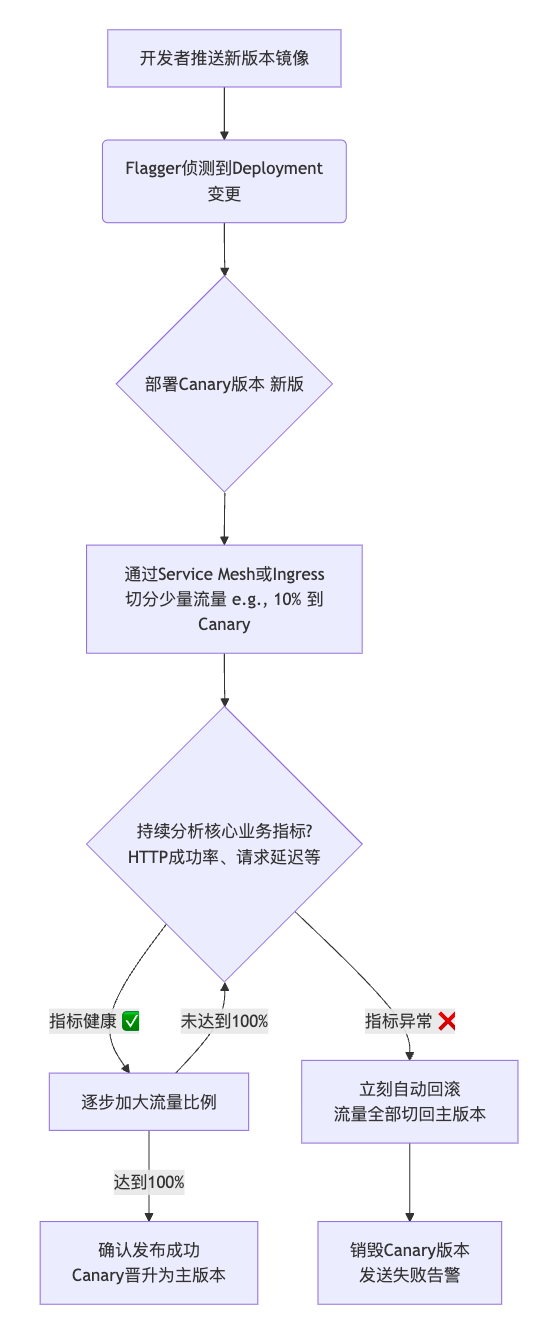 开发者推送新版本镜像
Flagger侦测到Deployment
变更
部署Canary版本 新版
通过Service Mesh或Ingress
切分少量流量 e.g., 10% 到
Canary
持续分析核心业务指标?
HTTP成功率、请求延迟等
指标健康 ✅
未达到100%
指标异常 ❌
逐步加大流量比例
立刻自动回滚
流量全部切回主版本
达到100%
确认发布成功
Canary晋升为主版本
销毁Canary版本
发送失败告警